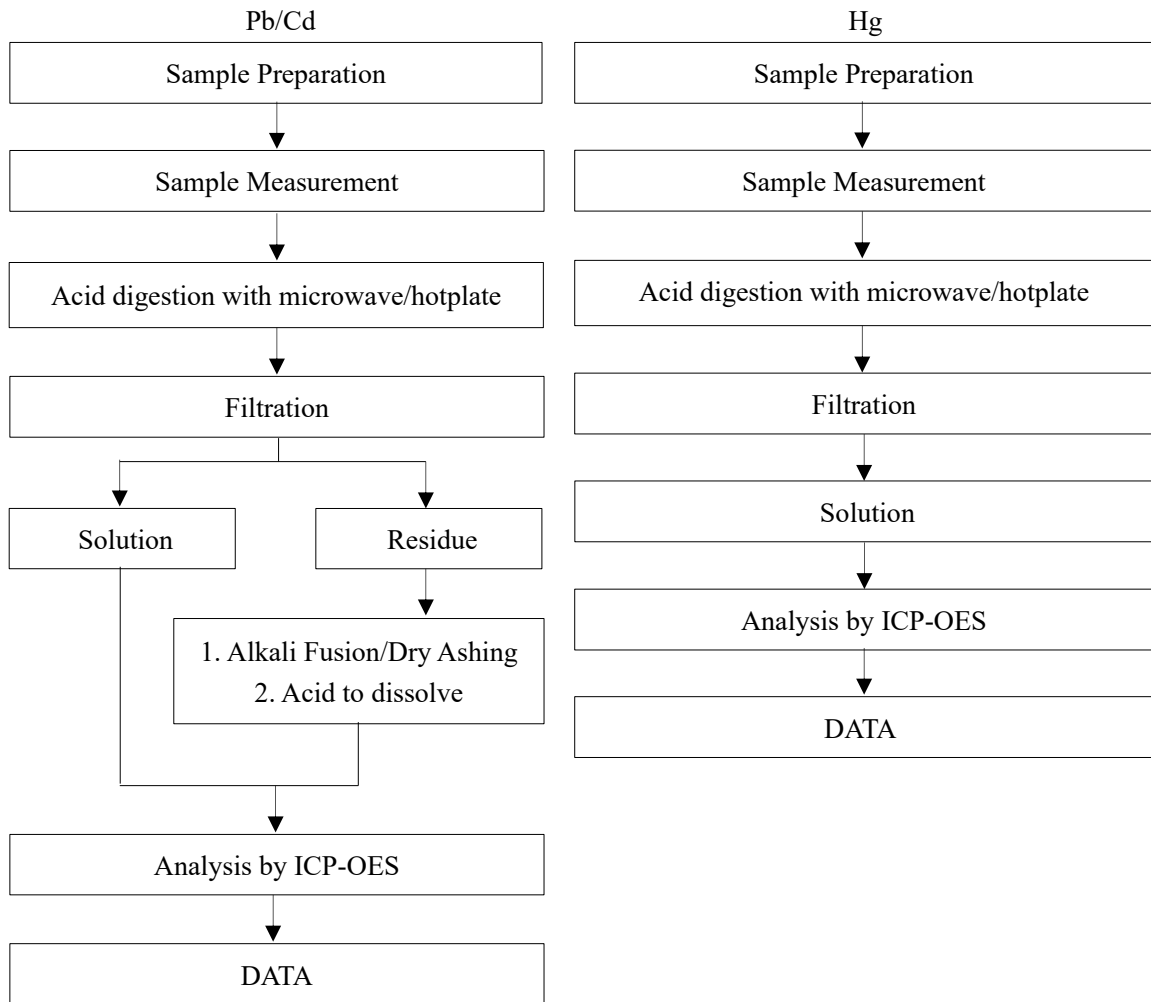 Pb/Cd
Sample Preparation
Sample Measurement
Acid digestion with microwave/hotplate
Filtration
Solution
Residue
1. Alkali Fusion/Dry Ashing
2. Acid to dissolve
Analysis by ICP-OES
DATA
Hg
Sample Preparation
Sample Measurement
Acid digestion with microwave/hotplate
Filtration
Solution
Analysis by ICP-OES
DATA